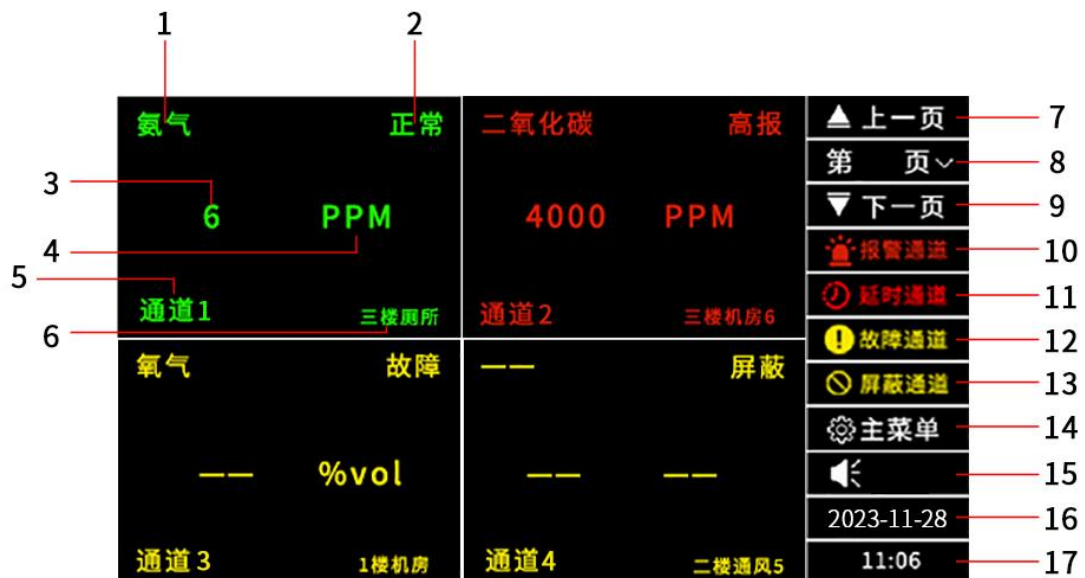 1
2
氨气 正常
3
6 PPM
4
5
通道1 三楼厕所
6
二氧化碳 高报
4000 PPM
通道2 三楼机房6
氧气 故障
—— %vol
通道3 1楼机房
—— 屏蔽
—— ——
通道4 二楼通风5
上一页 7
第 页 8
下一页 9
报警通道 10
延时通道 11
故障通道 12
屏蔽通道 13
主菜单 14
15
2023-11-28 16
11:06 17